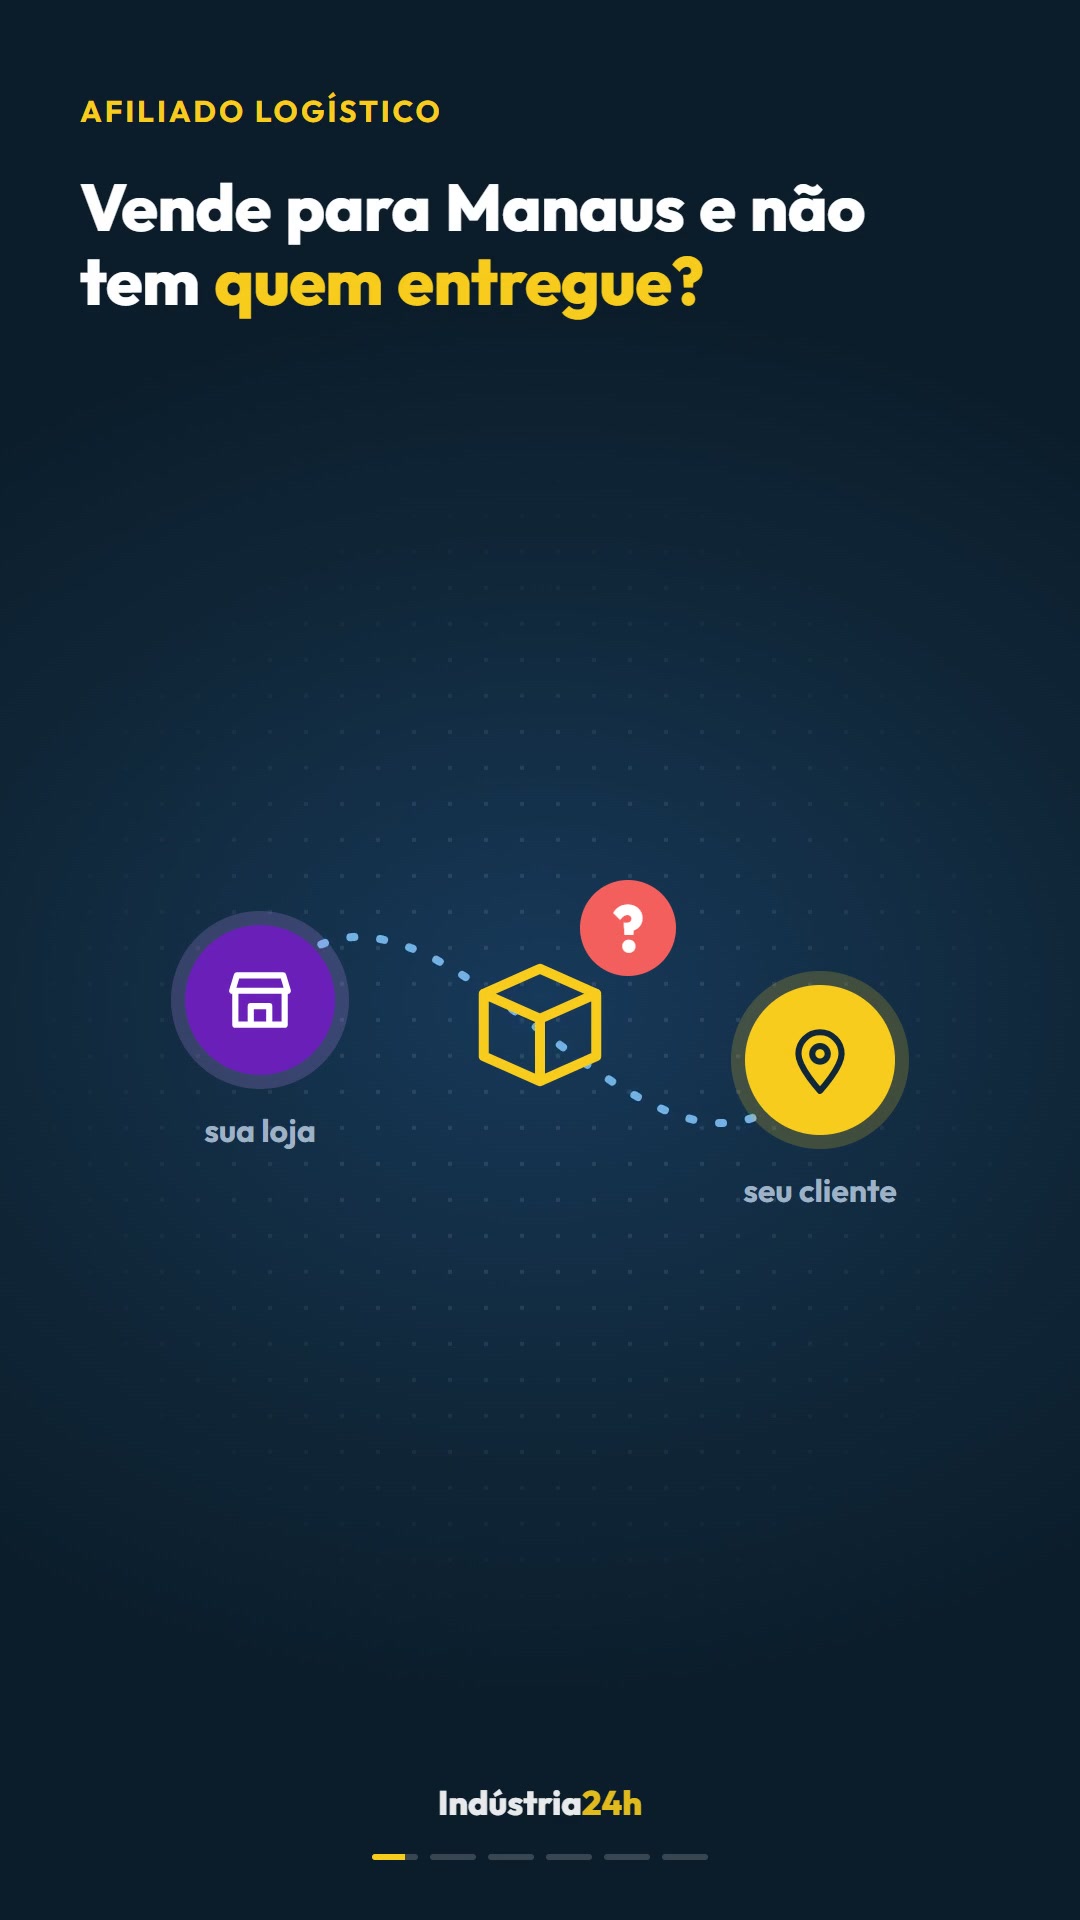 AFILIADO LOGÍSTICO
Vende para Manaus e não
tem quem entregue?
?
sua loja
seu cliente
Indústria24h